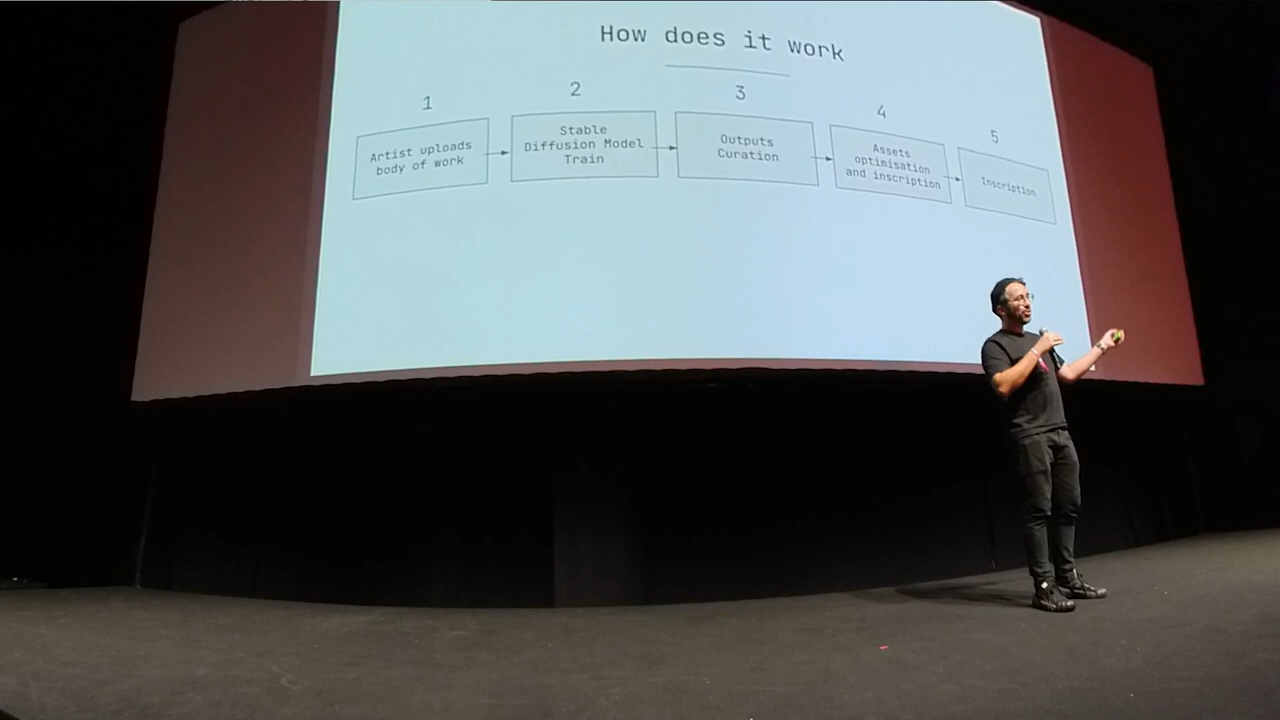 How does it work
1
Artist uploads
body of work
2
Stable
Diffusion Model
Train
3
Outputs
Curation
4
Assets
optimisation
and inscription
5
Inscription